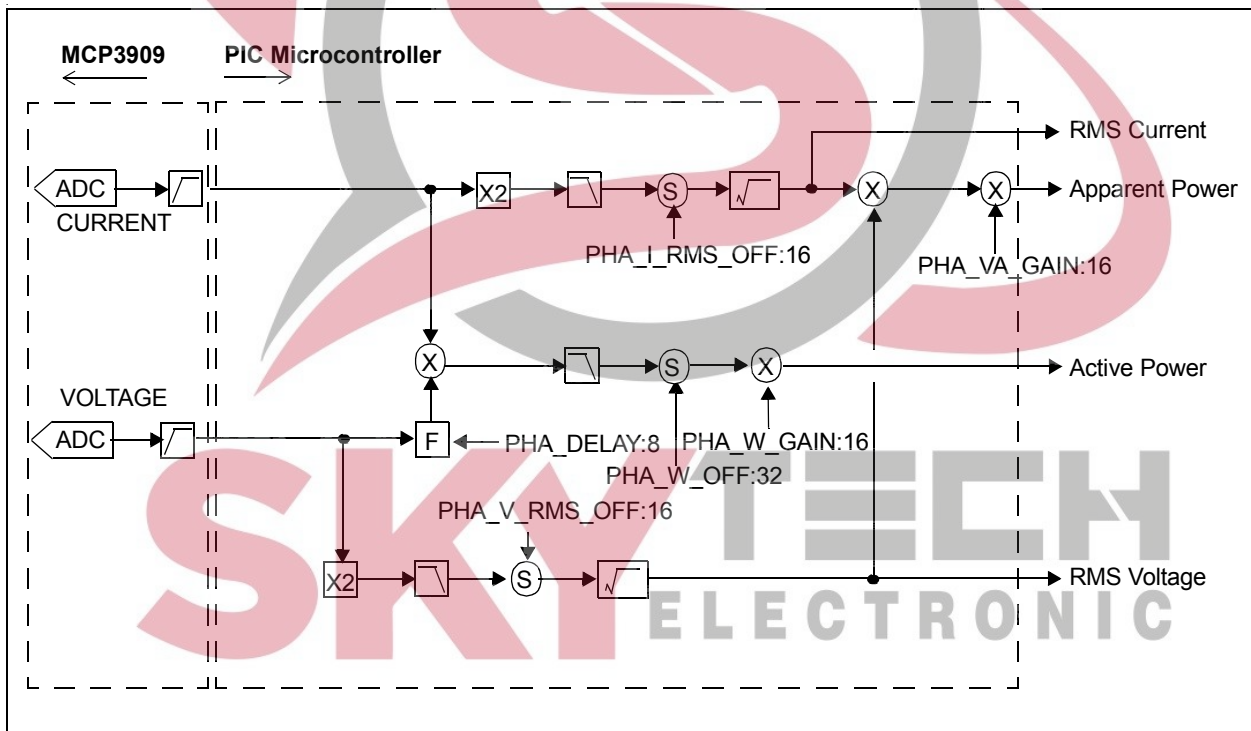 MCP3909
PIC Microcontroller
RMS Current
ADC
X2
S
X
X
Apparent Power
CURRENT
PHA_I_RMS_OFF:16
PHA_VA_GAIN:16
X
S
X
Active Power
VOLTAGE
ADC
F
PHA_DELAY:8
PHA_W_GAIN:16
PHA_W_OFF:32
PHA_V_RMS_OFF:16
X2
S
RMS Voltage
SKY TECH
ELECTRONIC